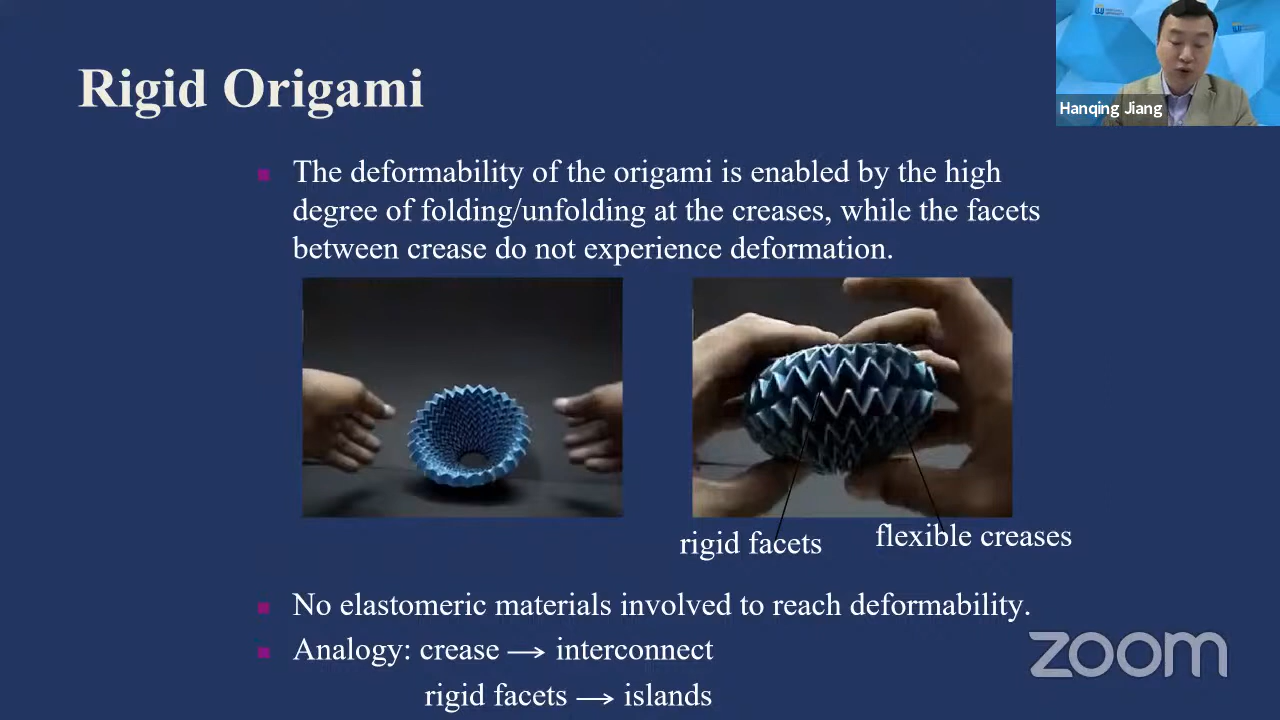 Rigid Origami
Hanqing Jiang
The deformability of the origami is enabled by the high
degree of folding/unfolding at the creases, while the facets
between crease do not experience deformation.
rigid facets
flexible creases
No elastomeric materials involved to reach deformability.
Analogy: crease → interconnect
rigid facets → islands
zoom